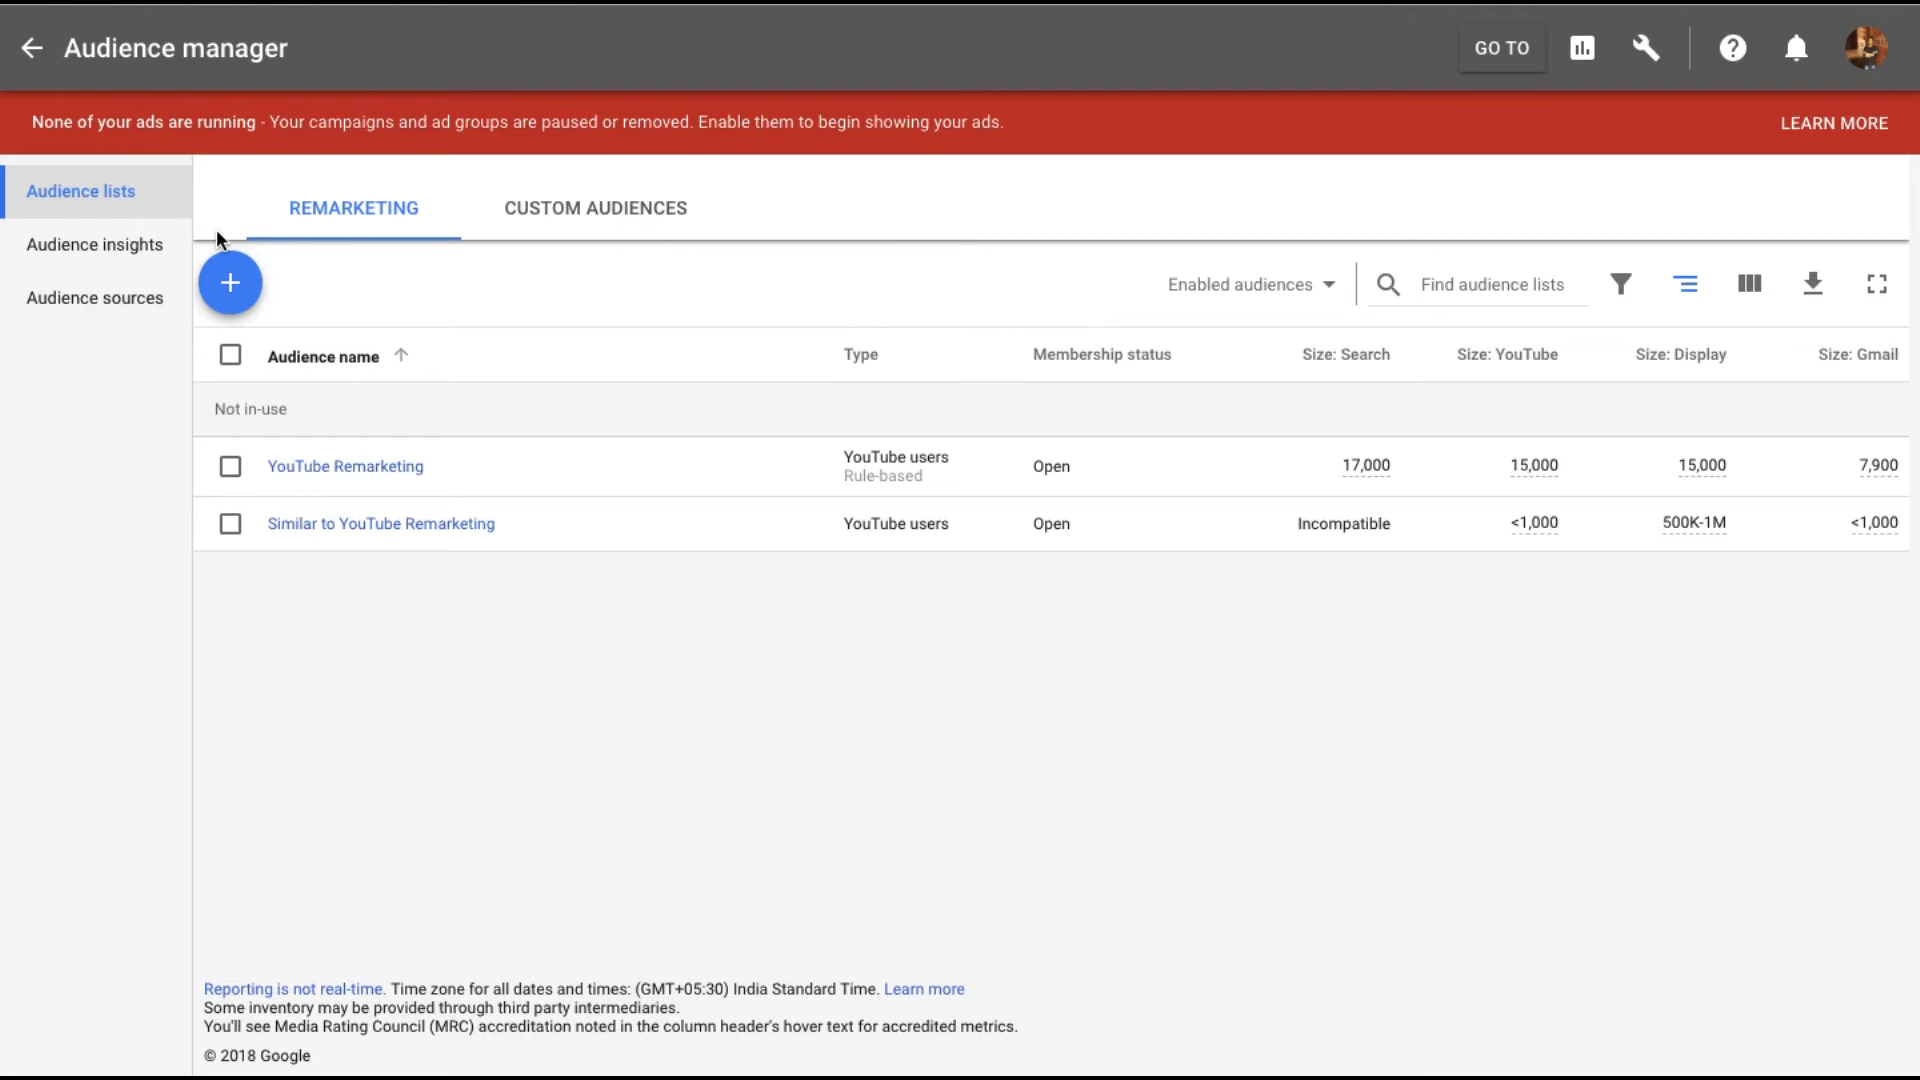 Audience manager
GO TO
None of your ads are running - Your campaigns and ad groups are paused or removed. Enable them to begin showing your ads.
LEARN MORE
Audience lists
Audience insights
Audience sources
REMARKETING
CUSTOM AUDIENCES
Enabled audiences
Find audience lists
Audience name Type Membership status Size: Search Size: YouTube Size: Display Size: Gmail
Not in-use
YouTube Remarketing YouTube users Open 17,000 15,000 15,000 7,900
Rule-based
Similar to YouTube Remarketing YouTube users Open Incompatible <1,000 500K-1M <1,000
Reporting is not real-time. Time zone for all dates and times: (GMT+05:30) India Standard Time. Learn more
Some inventory may be provided through third party intermediaries.
You'll see Media Rating Council (MRC) accreditation noted in the column header's hover text for accredited metrics.
© 2018 Google